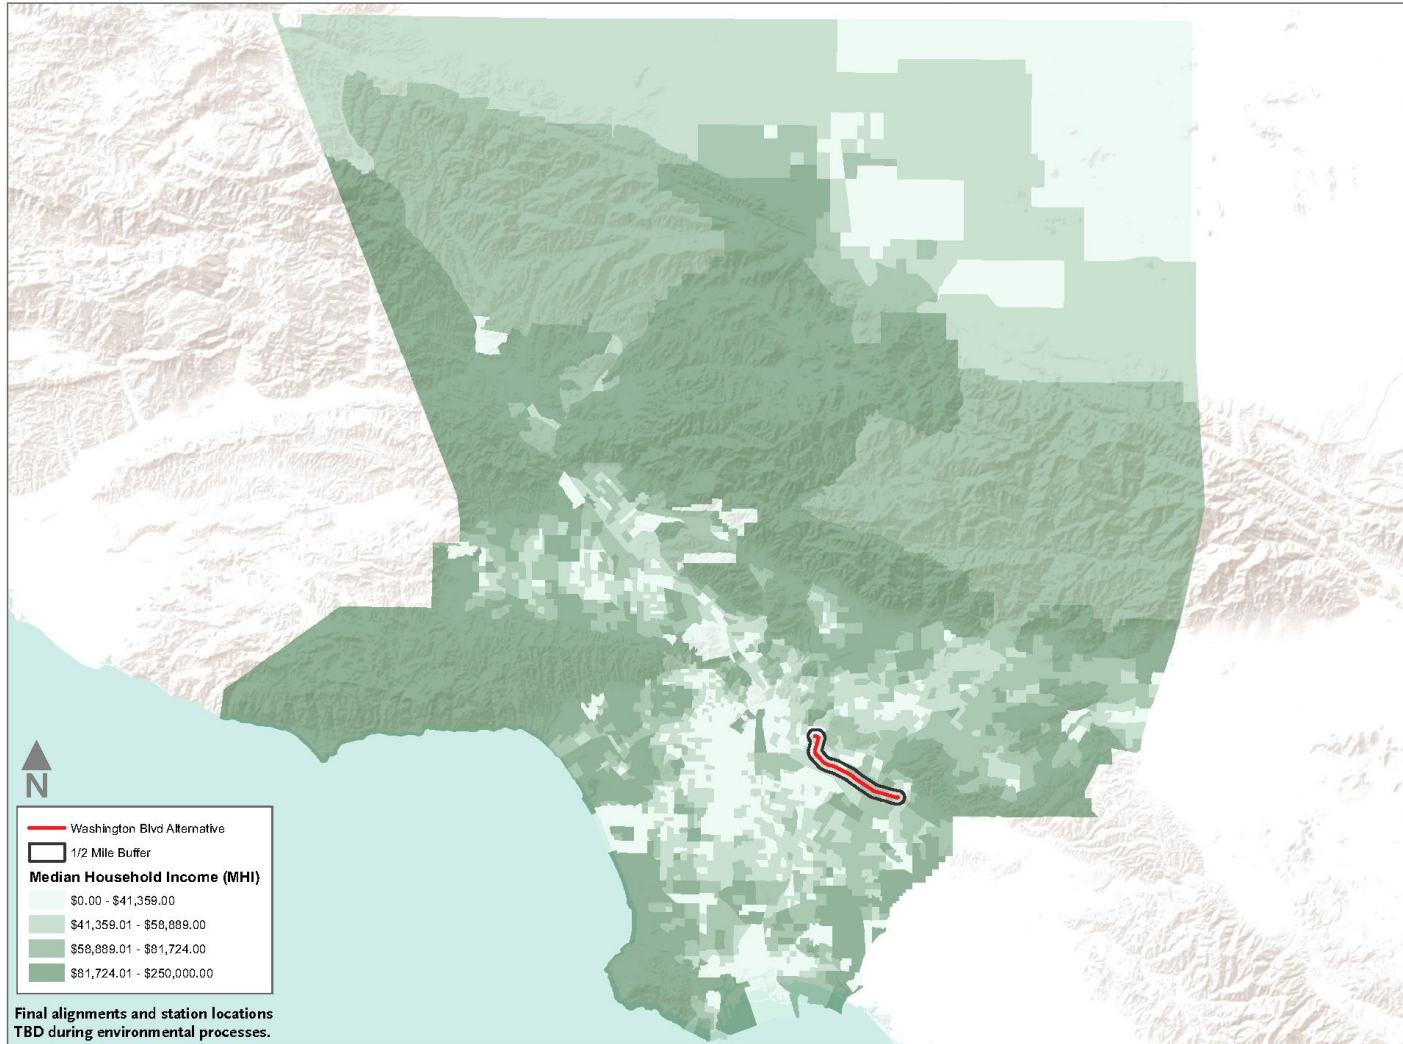 N
Washington Blvd Alternative
1/2 Mile Buffer
Median Household Income (MHI)
$0.00 - $41,359.00
$41,359.01 - $58,889.00
$58,889.01 - $81,724.00
$81,724.01 - $250,000.00
Final alignments and station locations
TBD during environmental processes.